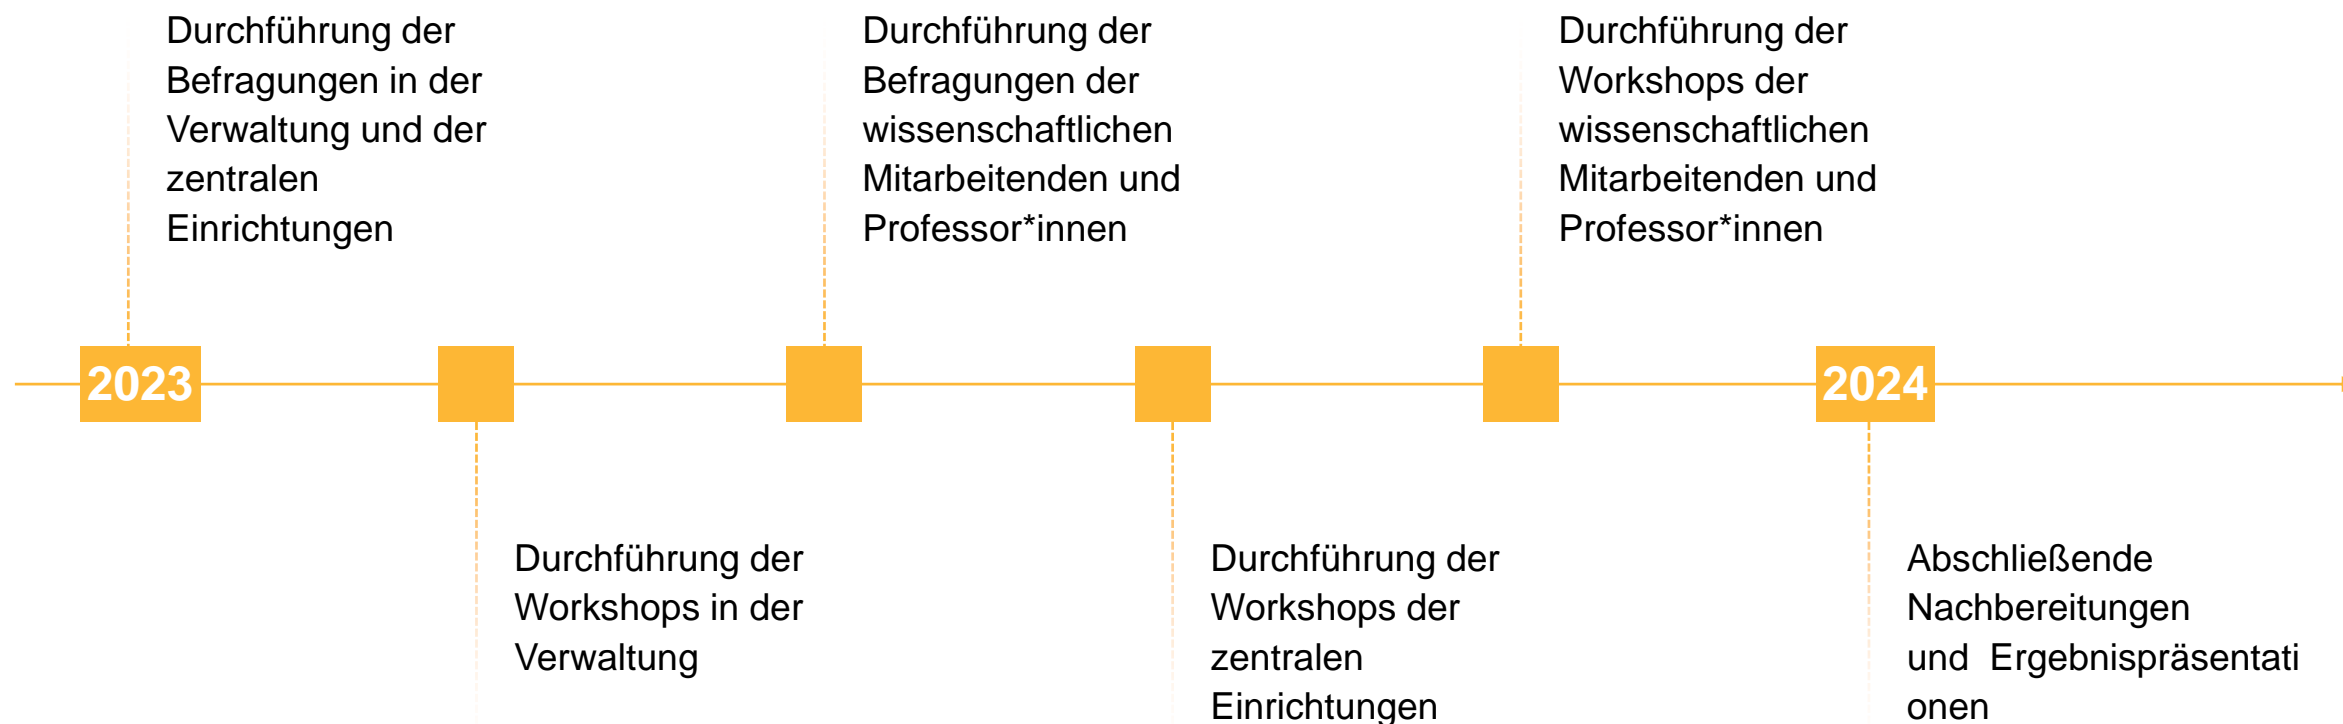 Durchführung der
Befragungen in der
Verwaltung und der
zentralen
Einrichtungen
Durchführung der
Befragungen der
wissenschaftlichen
Mitarbeitenden und
Professor*innen
Durchführung der
Workshops der
wissenschaftlichen
Mitarbeitenden und
Professor*innen
2023
2024
Durchführung der
Workshops in der
Verwaltung
Durchführung der
Workshops der
zentralen
Einrichtungen
Abschließende
Nachbereitungen
und  Ergebnispräsentati
onen